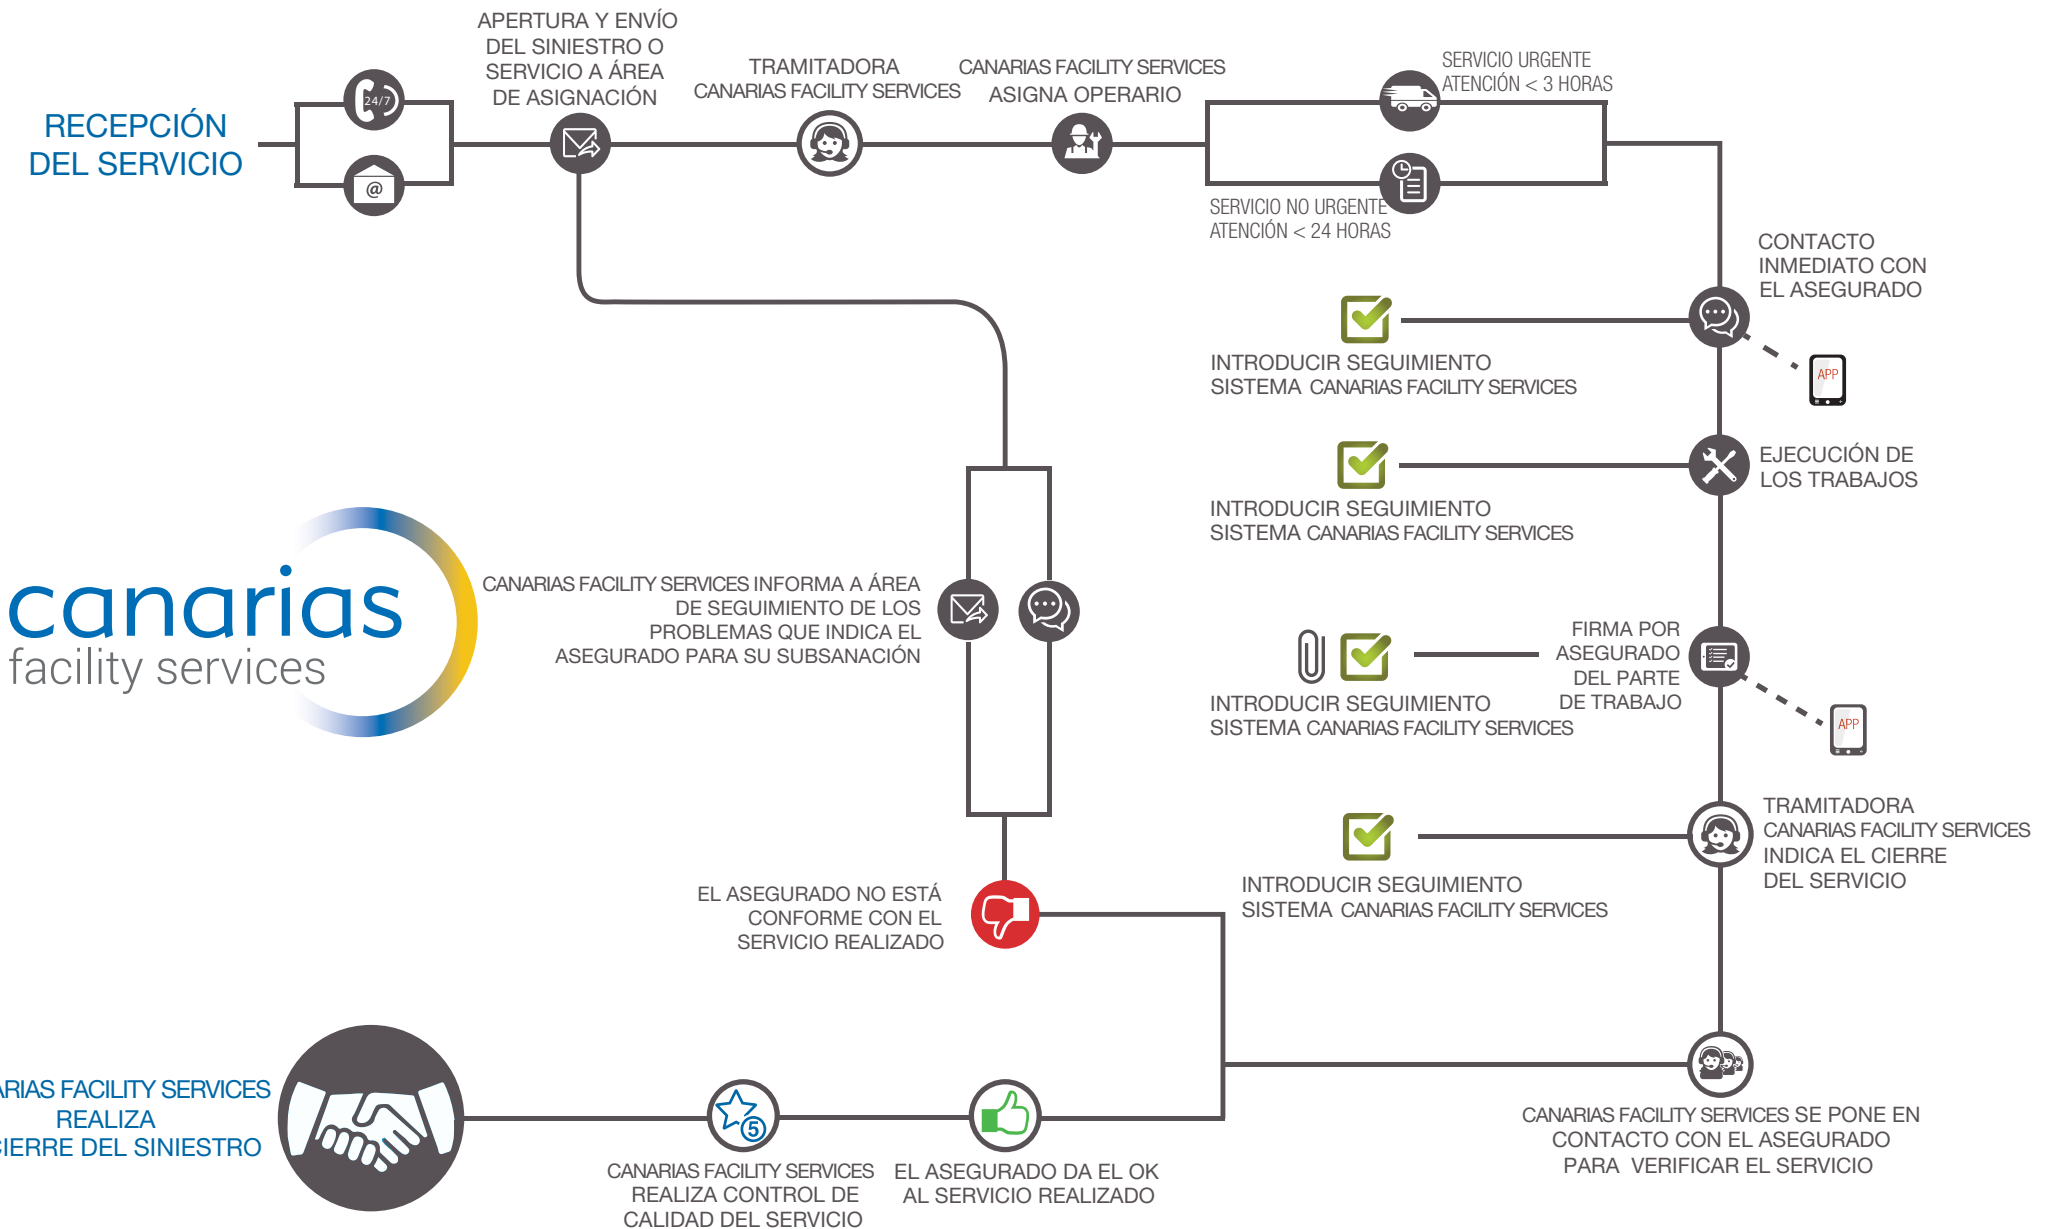 RECEPCIÓN
DEL SERVICIO
24/7
@
APERTURA Y ENVÍO
DEL SINIESTRO O
SERVICIO A ÁREA
DE ASIGNACIÓN
TRAMITADORA
CANARIAS FACILITY SERVICES
CANARIAS FACILITY SERVICES
ASIGNA OPERARIO
SERVICIO URGENTE
ATENCIÓN < 3 HORAS
SERVICIO NO URGENTE
ATENCIÓN < 24 HORAS
CONTACTO
INMEDIATO CON
EL ASEGURADO
APP
INTRODUCIR SEGUIMIENTO
SISTEMA CANARIAS FACILITY SERVICES
EJECUCIÓN DE
LOS TRABAJOS
INTRODUCIR SEGUIMIENTO
SISTEMA CANARIAS FACILITY SERVICES
FIRMA POR
ASEGURADO
DEL PARTE
DE TRABAJO
APP
INTRODUCIR SEGUIMIENTO
SISTEMA CANARIAS FACILITY SERVICES
TRAMITADORA
CANARIAS FACILITY SERVICES
INDICA EL CIERRE
DEL SERVICIO
INTRODUCIR SEGUIMIENTO
SISTEMA CANARIAS FACILITY SERVICES
CANARIAS FACILITY SERVICES SE PONE EN
CONTACTO CON EL ASEGURADO
PARA VERIFICAR EL SERVICIO
canarias
facility services
CANARIAS FACILITY SERVICES INFORMA A ÁREA
DE SEGUIMIENTO DE LOS
PROBLEMAS QUE INDICA EL
ASEGURADO PARA SU SUBSANACIÓN
EL ASEGURADO NO ESTÁ
CONFORME CON EL
SERVICIO REALIZADO
EL ASEGURADO DA EL OK
AL SERVICIO REALIZADO
5
CANARIAS FACILITY SERVICES
REALIZA CONTROL DE
CALIDAD DEL SERVICIO
ARIAS FACILITY SERVICES
REALIZA
CIERRE DEL SINIESTRO